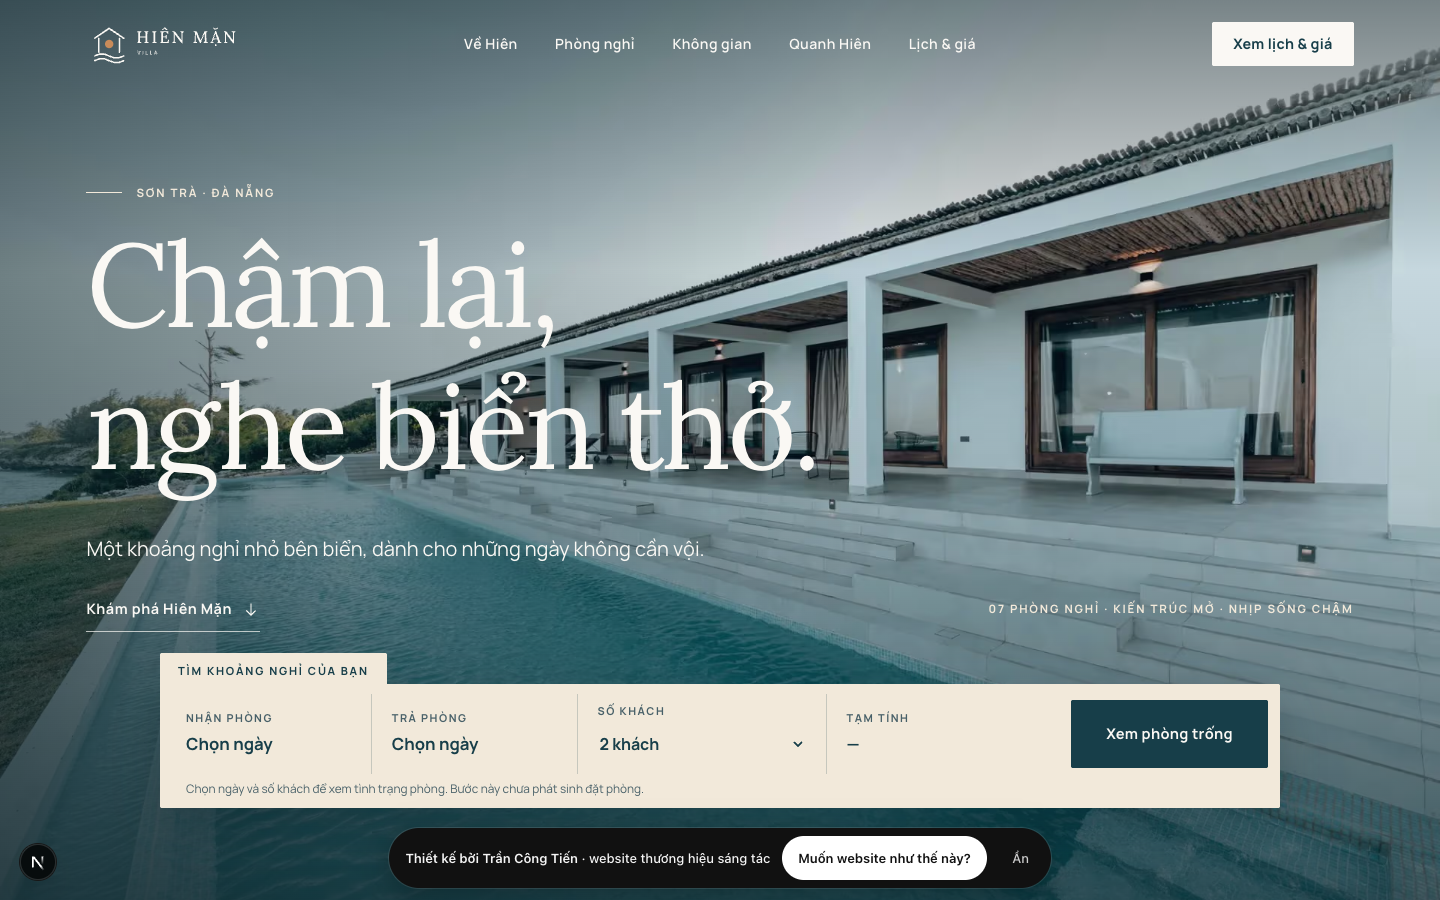 HIÊN MẶN
VILLA
Về Hiên
Phòng nghỉ
Không gian
Quanh Hiên
Lịch & giá
Xem lịch & giá
SƠN TRÀ · ĐÀ NẴNG
Chậm lại,
nghe biển thở.
Một khoảng nghỉ nhỏ bên biển, dành cho những ngày không cần vội.
Khám phá Hiên Mặn ↓
07 PHÒNG NGHỈ · KIẾN TRÚC MỞ · NHỊP SỐNG CHẬM
TÌM KHOẢNG NGHỈ CỦA BẠN
NHẬN PHÒNG
Chọn ngày
TRẢ PHÒNG
Chọn ngày
SỐ KHÁCH
2 khách
TẠM TÍNH
—
Xem phòng trống
Chọn ngày và số khách để xem tình trạng phòng. Bước này chưa phát sinh đặt phòng.
N
Thiết kế bởi Trần Công Tiến · website thương hiệu sáng tác
Muốn website như thế này?
Ẩn